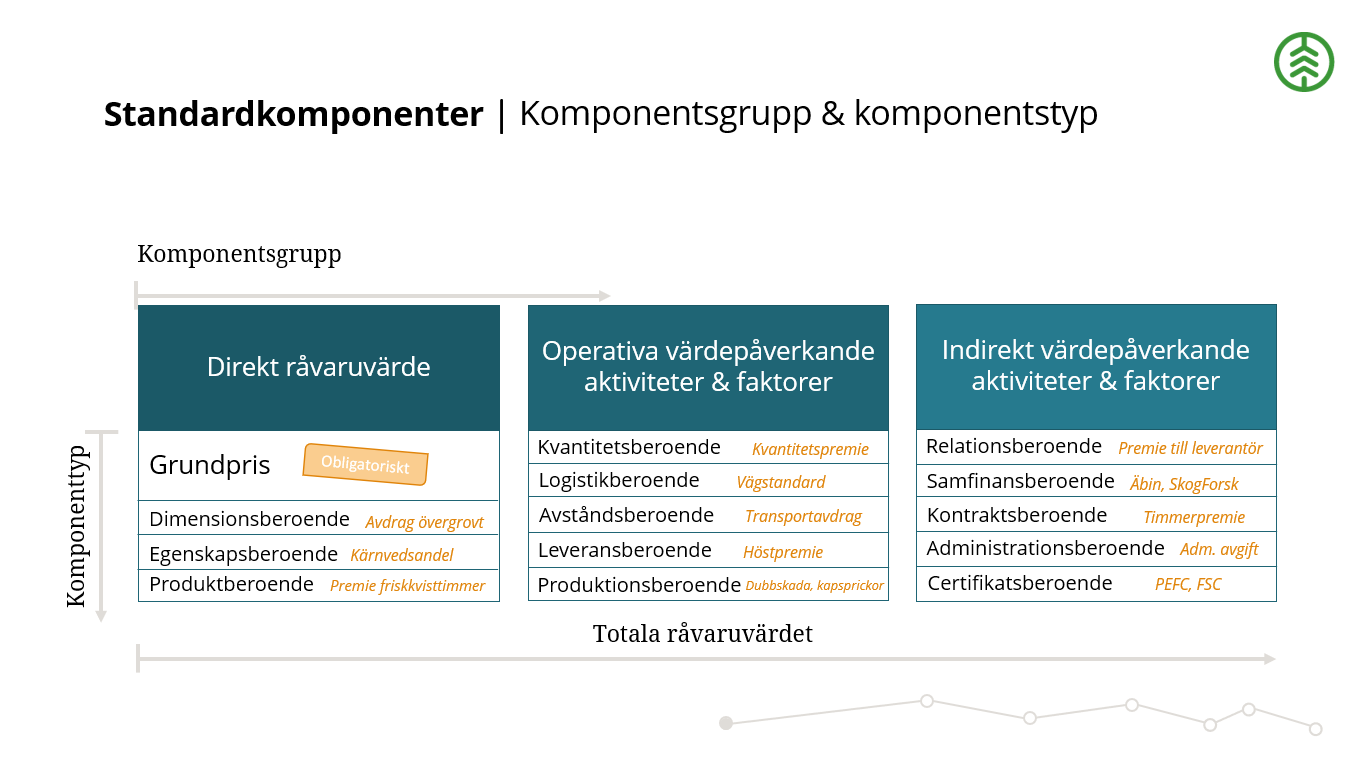 Standardkomponenter | Komponentsgrupp & komponentstyp
Komponentsgrupp
Direkt råvaruvärde
Operativa värdepåverkande
aktiviteter & faktorer
Indirekt värdepåverkande
aktiviteter & faktorer
Komponenttyp
Grundpris Obligatoriskt
Dimensionsberoende Avdrag övergrovt
Egenskapsberoende Kärnvedsandel
Produktberoende Premie friskkvisttimmer
Kvantitetsberoende Kvantitetspremie
Logistikberoende Vägstandard
Avståndsberoende Transportavdrag
Leveransberoende Höstpremie
Produktionsberoende Dubbskada, kapsprickor
Relationsberoende Premie till leverantör
Samfinansberoende Äbin, SkogForsk
Kontraktsberoende Timmerpremie
Administrationsberoende Adm. avgift
Certifikatsberoende PEFC, FSC
Totala råvaruvärdet